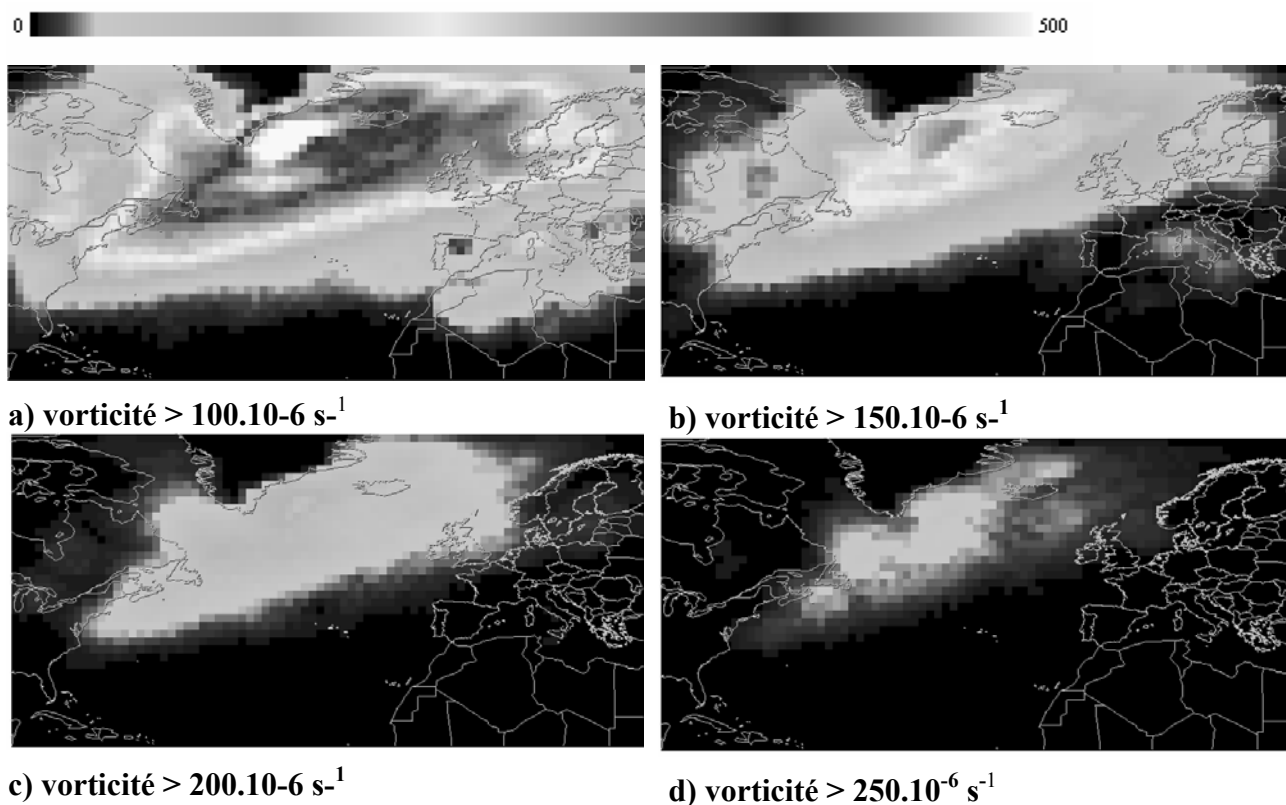 0 500
a) vorticité > 100.10-6 s-¹
b) vorticité > 150.10-6 s-¹
c) vorticité > 200.10-6 s-¹
d) vorticité > 250.10⁻⁶ s⁻¹